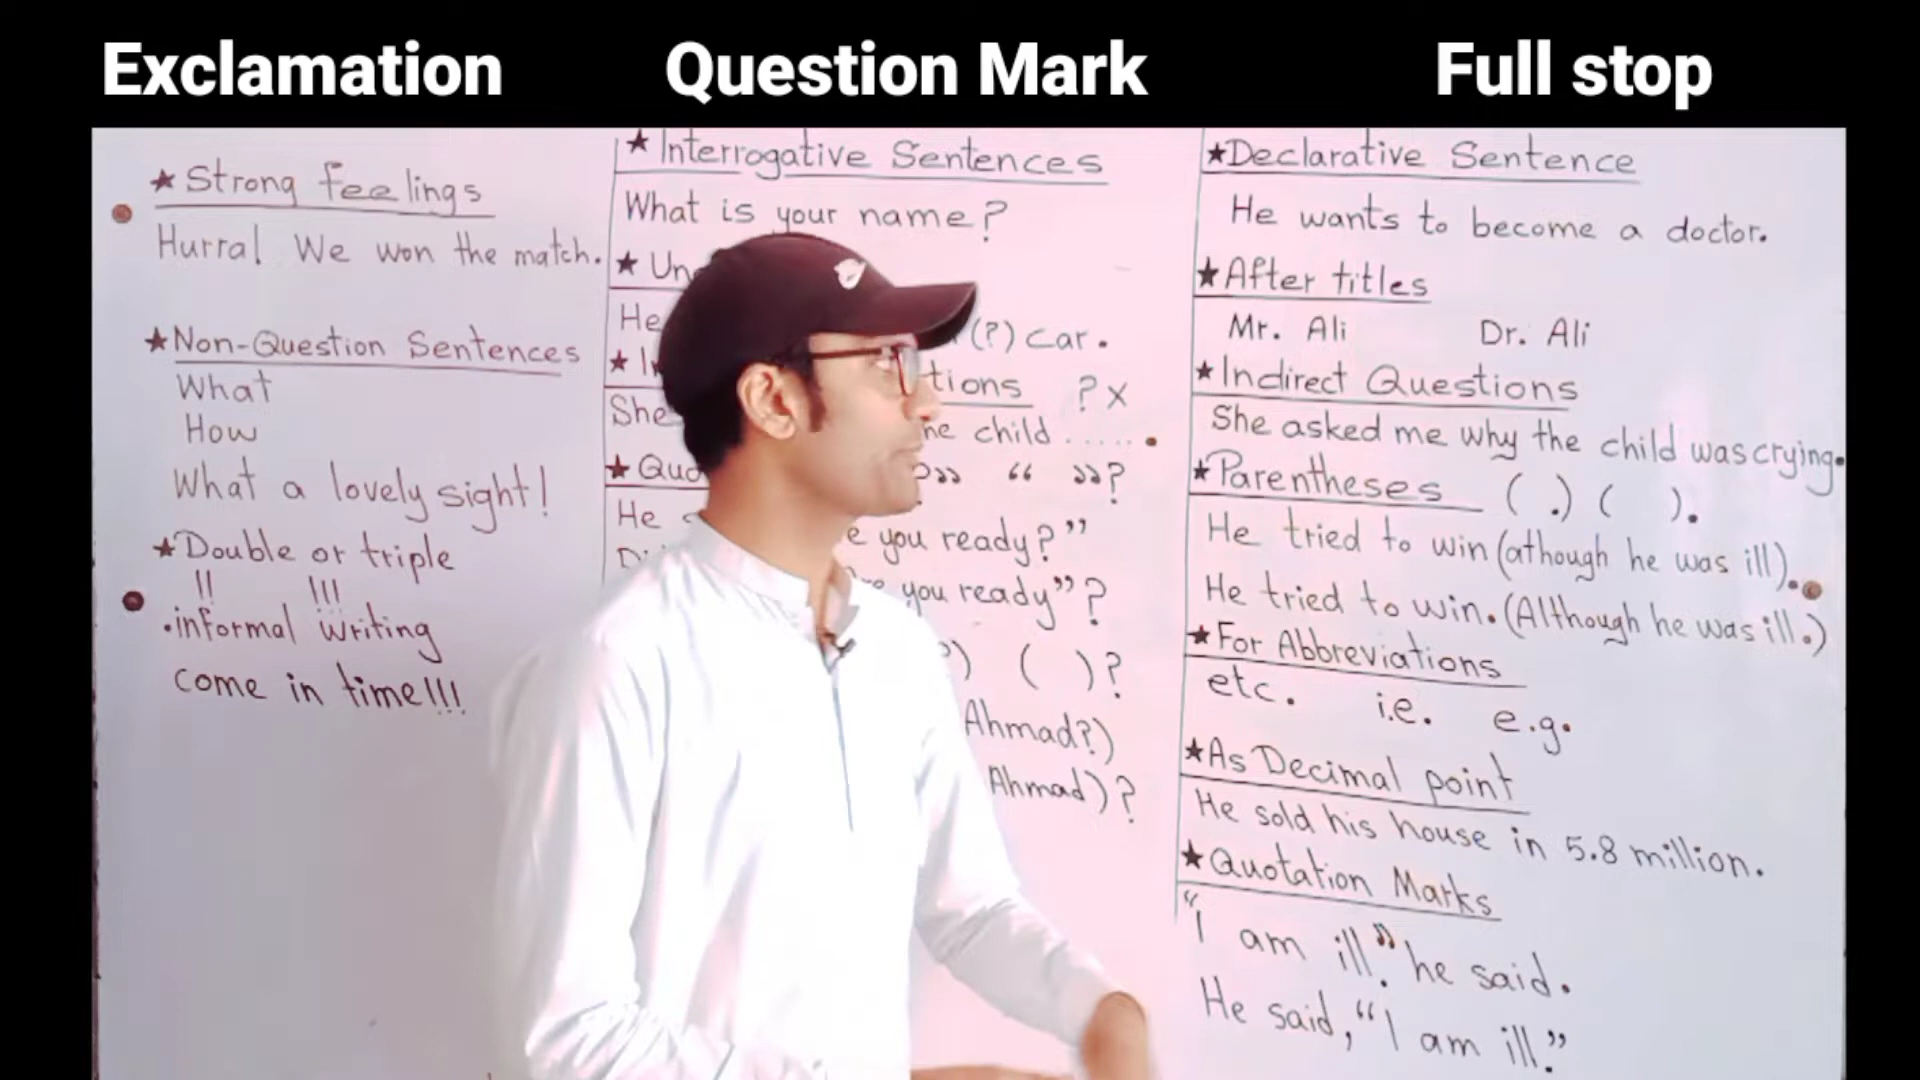 Exclamation
Question Mark
Full stop
★ Strong feelings
Hurra! We won the match.
★ Non-Question Sentences
What
How
What a lovely sight!
★ Double or triple
!! !!!
.informal writing
come in time!!!
★ Interrogative Sentences
What is your name?
★
He (?) car.
★ ? x
She child ......
★
He you ready?”
you ready”?
) ( )?
Ahmad?)
Ahmad)?
★ Declarative Sentence
He wants to become a doctor.
★ After titles
Mr. Ali Dr. Ali
★ Indirect Questions
She asked me why the child was crying.
★ Parentheses (.) ( ).
He tried to win (athough he was ill).
He tried to win. (Although he was ill.)
★ For Abbreviations
etc. i.e. e.g.
★ As Decimal point
He sold his house in 5.8 million.
★ Quotation Marks
“I am ill.” he said.
He said, “I am ill.”